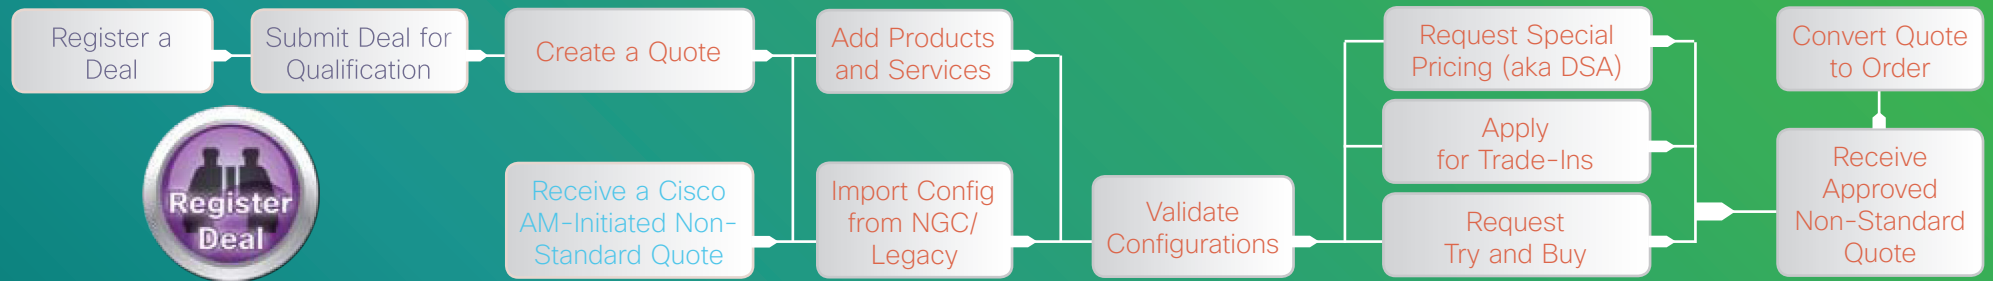 Register a
Deal
Submit Deal for
Qualification
Create a Quote
Add Products
and Services
Request Special
Pricing (aka DSA)
Convert Quote
to Order
Register
Deal
Receive a Cisco
AM-Initiated Non-
Standard Quote
Import Config
from NGC/
Legacy
Validate
Configurations
Apply
for Trade-Ins
Request
Try and Buy
Receive
Approved
Non-Standard
Quote